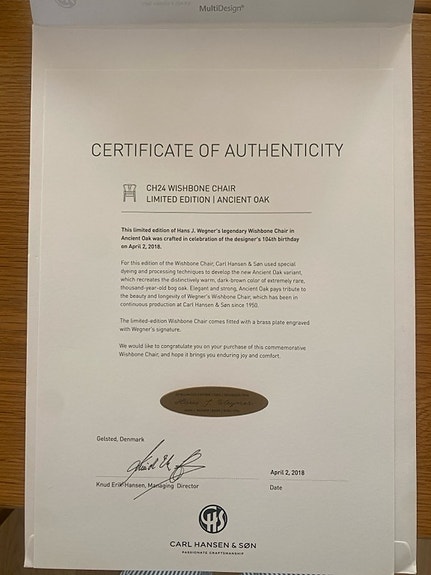 MultiDesign®
CERTIFICATE OF AUTHENTICITY
CH24 WISHBONE CHAIR
LIMITED EDITION | ANCIENT OAK
This limited edition of Hans J. Wegner's legendary Wishbone Chair in
Ancient Oak was crafted in celebration of the designer's 104th birthday
on April 2, 2018.
For this edition of the Wishbone Chair, Carl Hansen & Søn used special
dyeing and processing techniques to develop the new Ancient Oak variant,
which recreates the distinctively warm, dark-brown color of extremely rare,
thousand-year-old bog oak. Elegant and strong, Ancient Oak pays tribute to
the beauty and longevity of Wegner's Wishbone Chair, which has been in
continuous production at Carl Hansen & Søn since 1950.
The limited-edition Wishbone Chair comes fitted with a brass plate engraved
with Wegner's signature.
We would like to congratulate you on your purchase of this commemorative
Wishbone Chair, and hope it brings you enduring joy and comfort.
Hans J. Wegner
Gelsted, Denmark
April 2, 2018
Knud Erik Hansen, Managing Director
Date
CHS
CARL HANSEN & SØN
PASSIONATE CRAFTSMANSHIP